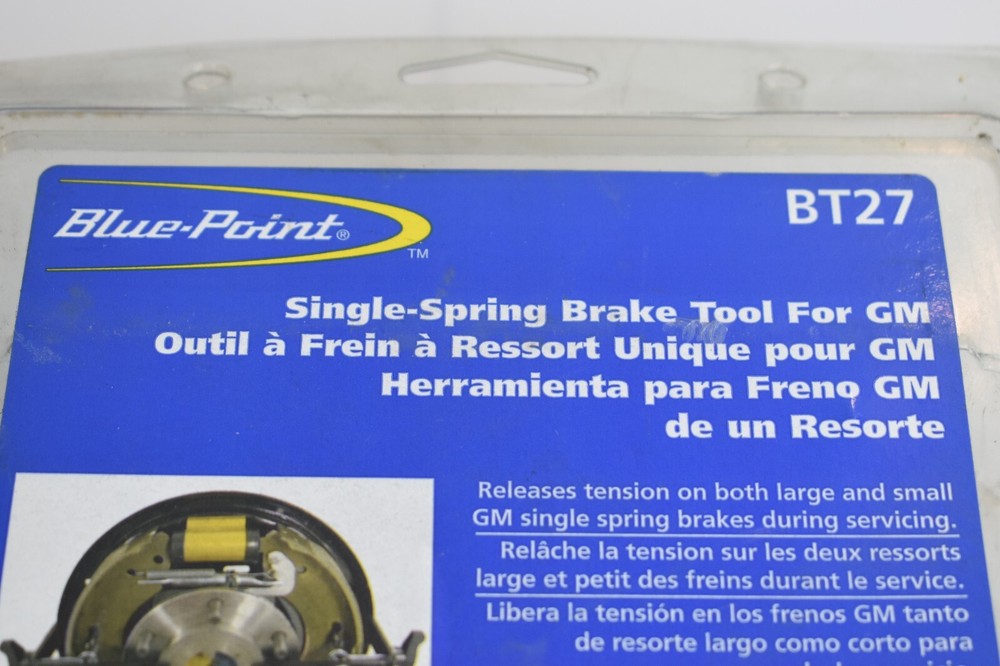 Blue-Point®
TM
BT27
Single-Spring Brake Tool For GM
Outil à Frein à Ressort Unique pour GM
Herramienta para Freno GM
de un Resorte
Releases tension on both large and small
GM single spring brakes during servicing.
Relâche la tension sur les deux ressorts
large et petit des freins durant le service.
Libera la tensión en los frenos GM tanto
de resorte largo como corto para